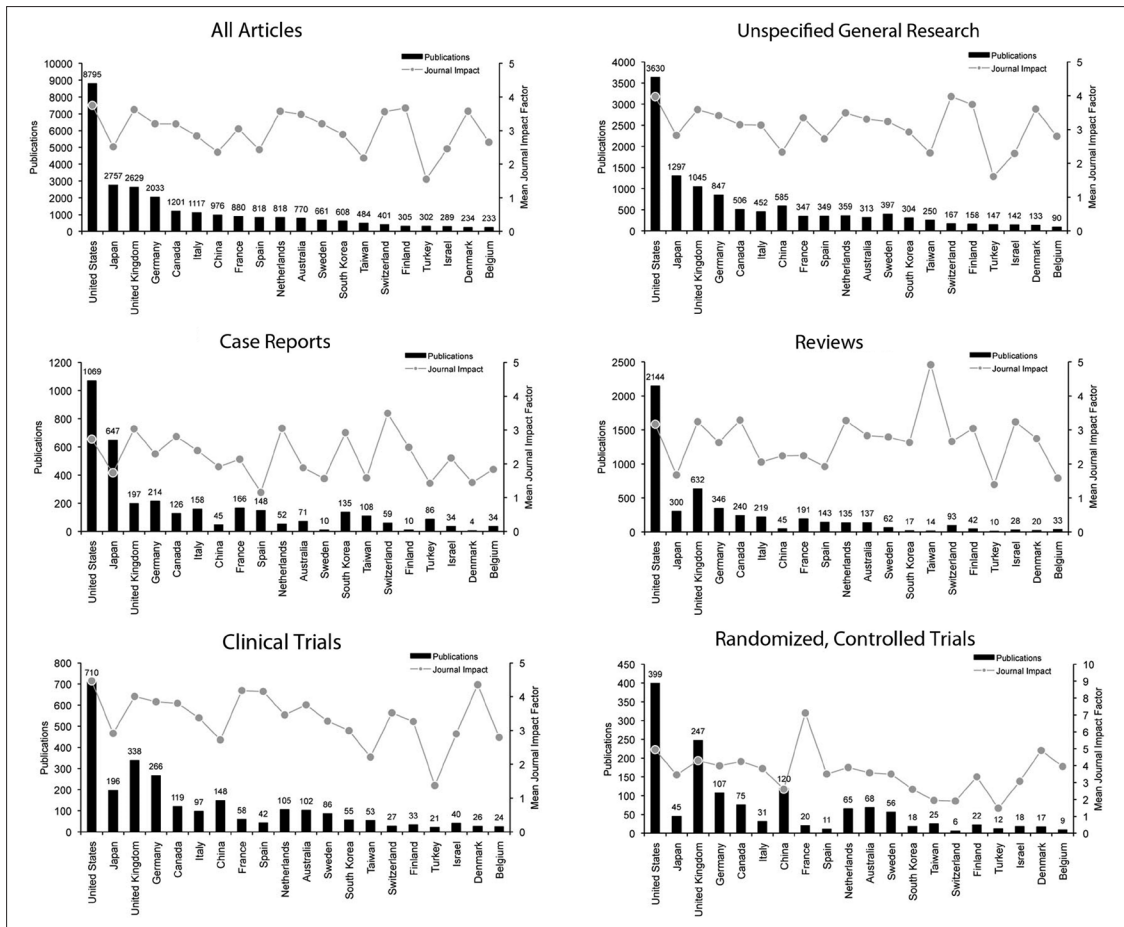 All Articles
Publications
Journal Impact
Publications
Mean Journal Impact Factor
10000
9000
8000
7000
6000
5000
4000
3000
2000
1000
0
5
4
3
2
1
0
8795
2757
2629
2033
1201
1117
976
880
818
818
770
661
608
484
401
305
302
289
234
233
United States
Japan
United Kingdom
Germany
Canada
Italy
China
France
Spain
Netherlands
Australia
Sweden
South Korea
Taiwan
Switzerland
Finland
Turkey
Israel
Denmark
Belgium
Unspecified General Research
Publications
Journal Impact
Publications
Mean Journal Impact Factor
4000
3500
3000
2500
2000
1500
1000
500
0
5
4
3
2
1
0
3630
1297
1045
847
506
452
585
347
349
359
313
397
304
250
167
158
147
142
133
90
United States
Japan
United Kingdom
Germany
Canada
Italy
China
France
Spain
Netherlands
Australia
Sweden
South Korea
Taiwan
Switzerland
Finland
Turkey
Israel
Denmark
Belgium
Case Reports
Publications
Journal Impact
Publications
Mean Journal Impact Factor
1200
1000
800
600
400
200
0
5
4
3
2
1
0
1069
647
197
214
126
158
45
166
148
52
71
10
135
108
59
10
86
34
4
34
United States
Japan
United Kingdom
Germany
Canada
Italy
China
France
Spain
Netherlands
Australia
Sweden
South Korea
Taiwan
Switzerland
Finland
Turkey
Israel
Denmark
Belgium
Reviews
Publications
Journal Impact
Publications
Mean Journal Impact Factor
2500
2000
1500
1000
500
0
5
4
3
2
1
0
2144
300
632
346
240
219
45
191
143
135
137
62
17
14
93
42
10
28
20
33
United States
Japan
United Kingdom
Germany
Canada
Italy
China
France
Spain
Netherlands
Australia
Sweden
South Korea
Taiwan
Switzerland
Finland
Turkey
Israel
Denmark
Belgium
Clinical Trials
Publications
Journal Impact
Publications
Mean Journal Impact Factor
800
700
600
500
400
300
200
100
0
5
4
3
2
1
0
710
196
338
266
119
97
148
58
42
105
102
86
55
53
27
33
21
40
26
24
United States
Japan
United Kingdom
Germany
Canada
Italy
China
France
Spain
Netherlands
Australia
Sweden
South Korea
Taiwan
Switzerland
Finland
Turkey
Israel
Denmark
Belgium
Randomized, Controlled Trials
Publications
Journal Impact
Publications
Mean Journal Impact Factor
450
400
350
300
250
200
150
100
50
0
10
9
8
7
6
5
4
3
2
1
0
399
45
247
107
75
31
120
20
11
65
68
56
18
25
6
22
12
18
17
9
United States
Japan
United Kingdom
Germany
Canada
Italy
China
France
Spain
Netherlands
Australia
Sweden
South Korea
Taiwan
Switzerland
Finland
Turkey
Israel
Denmark
Belgium